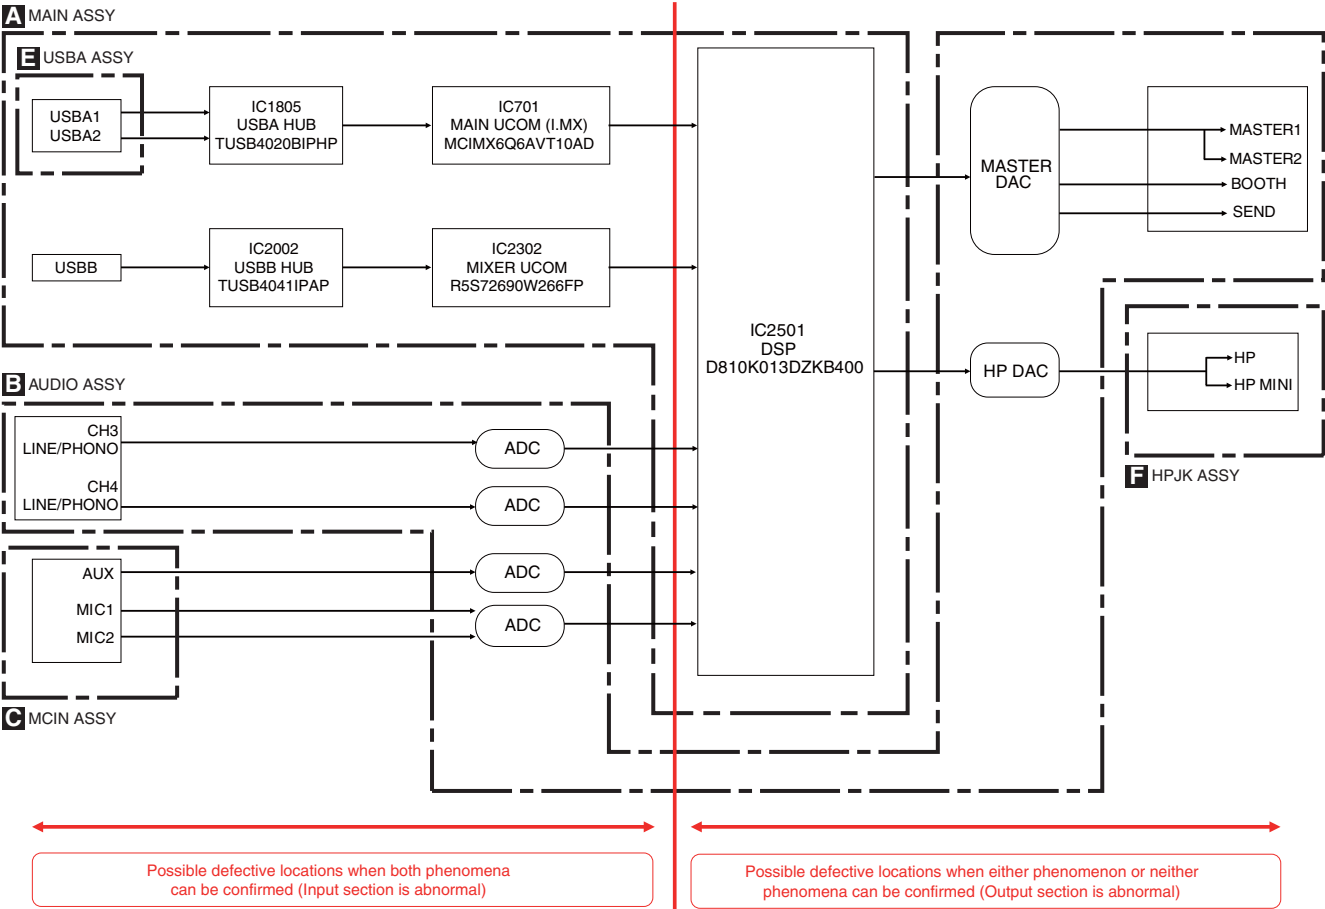 A MAIN ASSY
E USBA ASSY
USBA1
USBA2
IC1805
USBA HUB
TUSB4020BIPHP
IC701
MAIN UCOM (I.MX)
MCIMX6Q6AVT10AD
USBB
IC2002
USBB HUB
TUSB4041IPAP
IC2302
MIXER UCOM
R5S72690W266FP
IC2501
DSP
D810K013DZKB400
MASTER
DAC
MASTER1
MASTER2
BOOTH
SEND
HP DAC
HP
HP MINI
F HPJK ASSY
B AUDIO ASSY
CH3
LINE/PHONO
ADC
CH4
LINE/PHONO
ADC
AUX
ADC
MIC1
MIC2
ADC
C MCIN ASSY
Possible defective locations when both phenomena
can be confirmed (Input section is abnormal)
Possible defective locations when either phenomenon or neither
phenomena can be confirmed (Output section is abnormal)